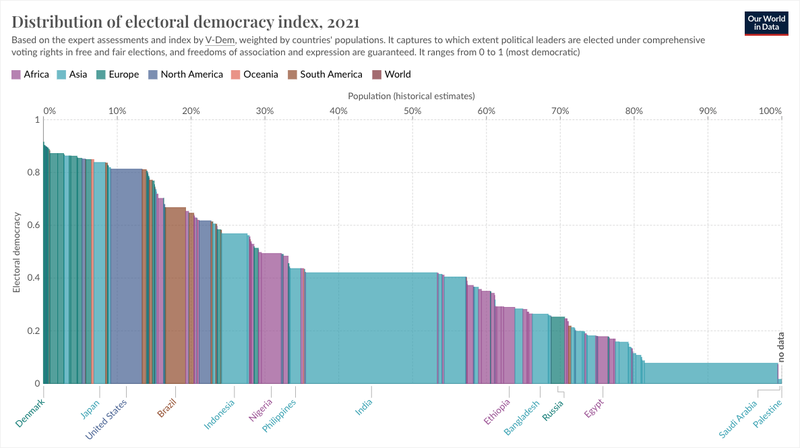 Distribution of electoral democracy index, 2021
Our World
in Data
Based on the expert assessments and index by V-Dem, weighted by countries' populations. It captures to which extent political leaders are elected under comprehensive
voting rights in free and fair elections, and freedoms of association and expression are guaranteed. It ranges from 0 to 1 (most democratic)
Africa Asia Europe North America Oceania South America World
Population (historical estimates)
0% 10% 20% 30% 40% 50% 60% 70% 80% 90% 100%
1
0.8
0.6
0.4
0.2
0
Electoral democracy
no data
Denmark
Japan
United States
Brazil
Indonesia
Nigeria
Philippines
India
Ethiopia
Bangladesh
Russia
Egypt
Saudi Arabia
Palestine